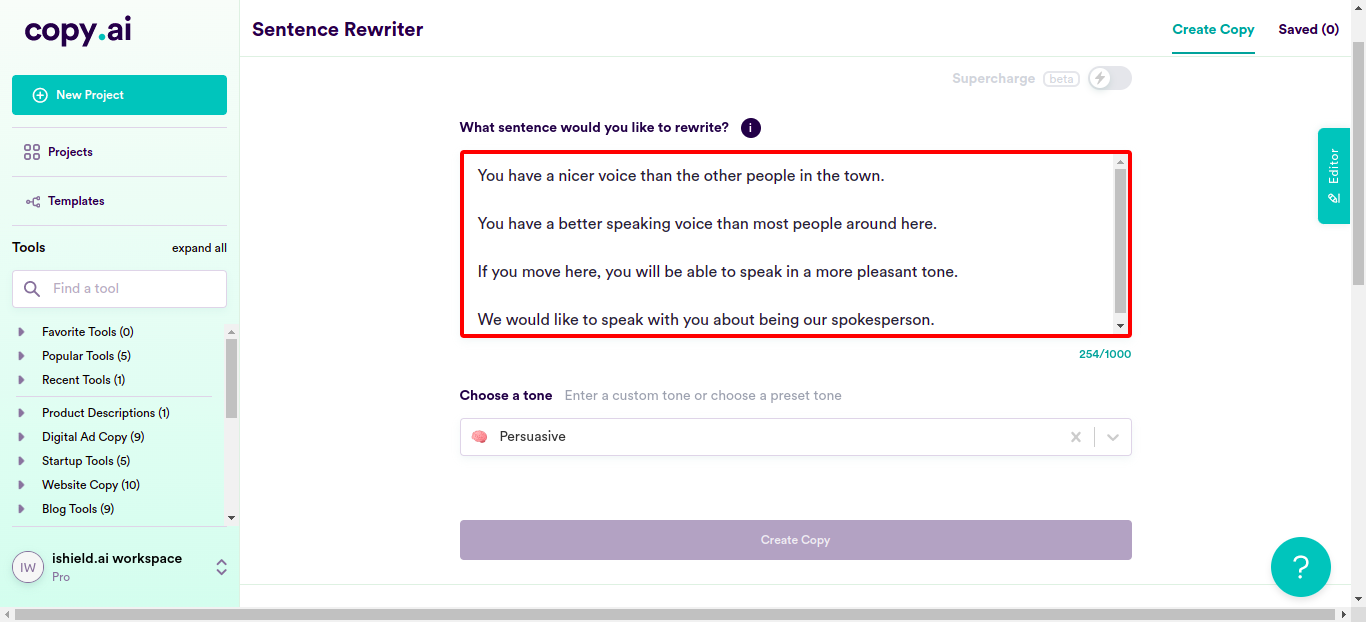 copy.ai
Sentence Rewriter
Create Copy
Saved (0)
New Project
Projects
Templates
Tools
expand all
Find a tool
Favorite Tools (0)
Popular Tools (5)
Recent Tools (1)
Product Descriptions (1)
Digital Ad Copy (9)
Startup Tools (5)
Website Copy (10)
Blog Tools (9)
IW
ishield.ai workspace
Pro
Supercharge beta
What sentence would you like to rewrite? i
You have a nicer voice than the other people in the town.
You have a better speaking voice than most people around here.
If you move here, you will be able to speak in a more pleasant tone.
We would like to speak with you about being our spokesperson.
254/1000
Choose a tone Enter a custom tone or choose a preset tone
Persuasive
Create Copy
Editor
?